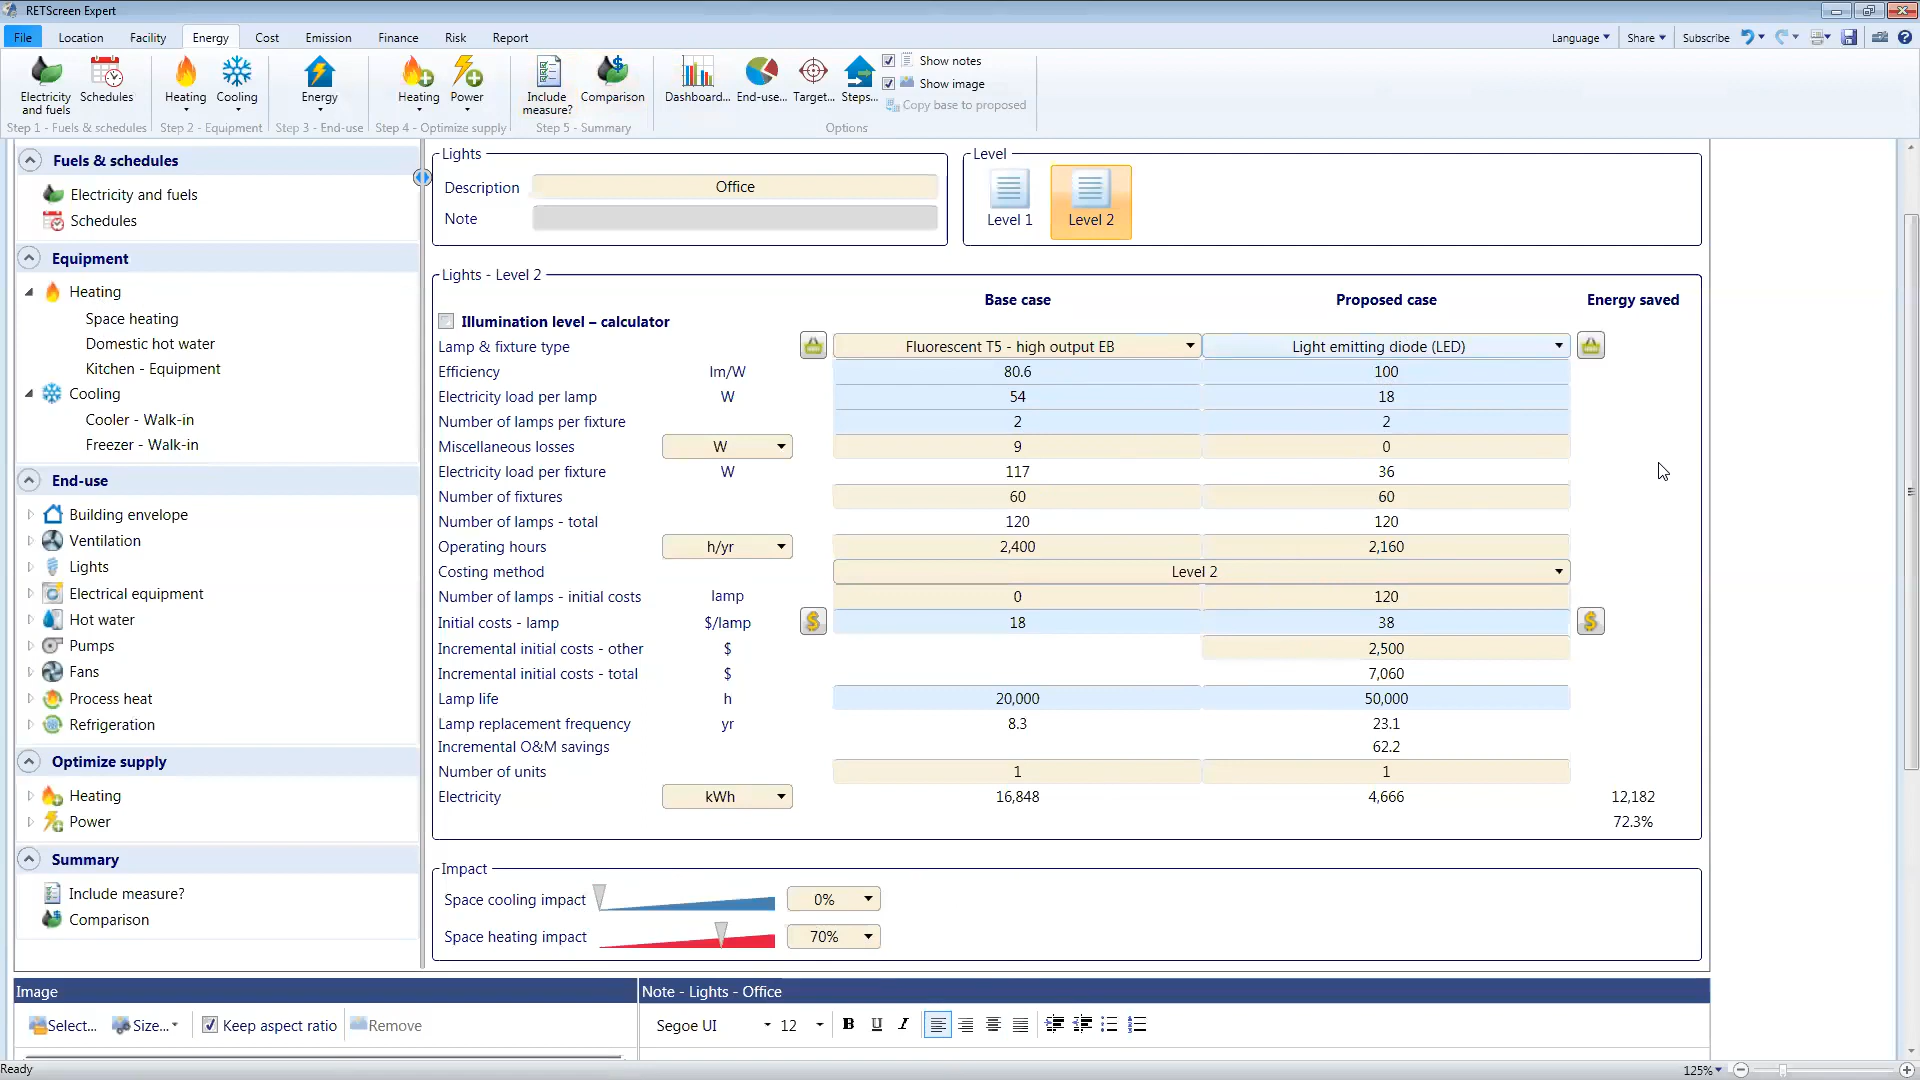 RETScreen Expert
File Location Facility Energy Cost Emission Finance Risk Report Language Share Subscribe
Electricity and fuels Schedules Heating Cooling Energy Heating Power Include measure? Comparison Dashboard... End-use... Target... Steps...
Show notes
Show image
Copy base to proposed
Step 1 - Fuels & schedules Step 2 - Equipment Step 3 - End-use Step 4 - Optimize supply Step 5 - Summary Options
Fuels & schedules
Electricity and fuels
Schedules
Equipment
Heating
Space heating
Domestic hot water
Kitchen - Equipment
Cooling
Cooler - Walk-in
Freezer - Walk-in
End-use
Building envelope
Ventilation
Lights
Electrical equipment
Hot water
Pumps
Fans
Process heat
Refrigeration
Optimize supply
Heating
Power
Summary
Include measure?
Comparison
Lights
Description Office
Note
Level
Level 1 Level 2
Lights - Level 2
Base case Proposed case Energy saved
Illumination level – calculator
Lamp & fixture type Fluorescent T5 - high output EB Light emitting diode (LED)
Efficiency lm/W 80.6 100
Electricity load per lamp W 54 18
Number of lamps per fixture 2 2
Miscellaneous losses W 9 0
Electricity load per fixture W 117 36
Number of fixtures 60 60
Number of lamps - total 120 120
Operating hours h/yr 2,400 2,160
Costing method Level 2
Number of lamps - initial costs lamp 0 120
Initial costs - lamp $/lamp $ 18 38 $
Incremental initial costs - other $ 2,500
Incremental initial costs - total $ 7,060
Lamp life h 20,000 50,000
Lamp replacement frequency yr 8.3 23.1
Incremental O&M savings 62.2
Number of units 1 1
Electricity kWh 16,848 4,666 12,182
72.3%
Impact
Space cooling impact 0%
Space heating impact 70%
Image
Select... Size... Keep aspect ratio Remove
Note - Lights - Office
Segoe UI 12 B U I
Ready 125%